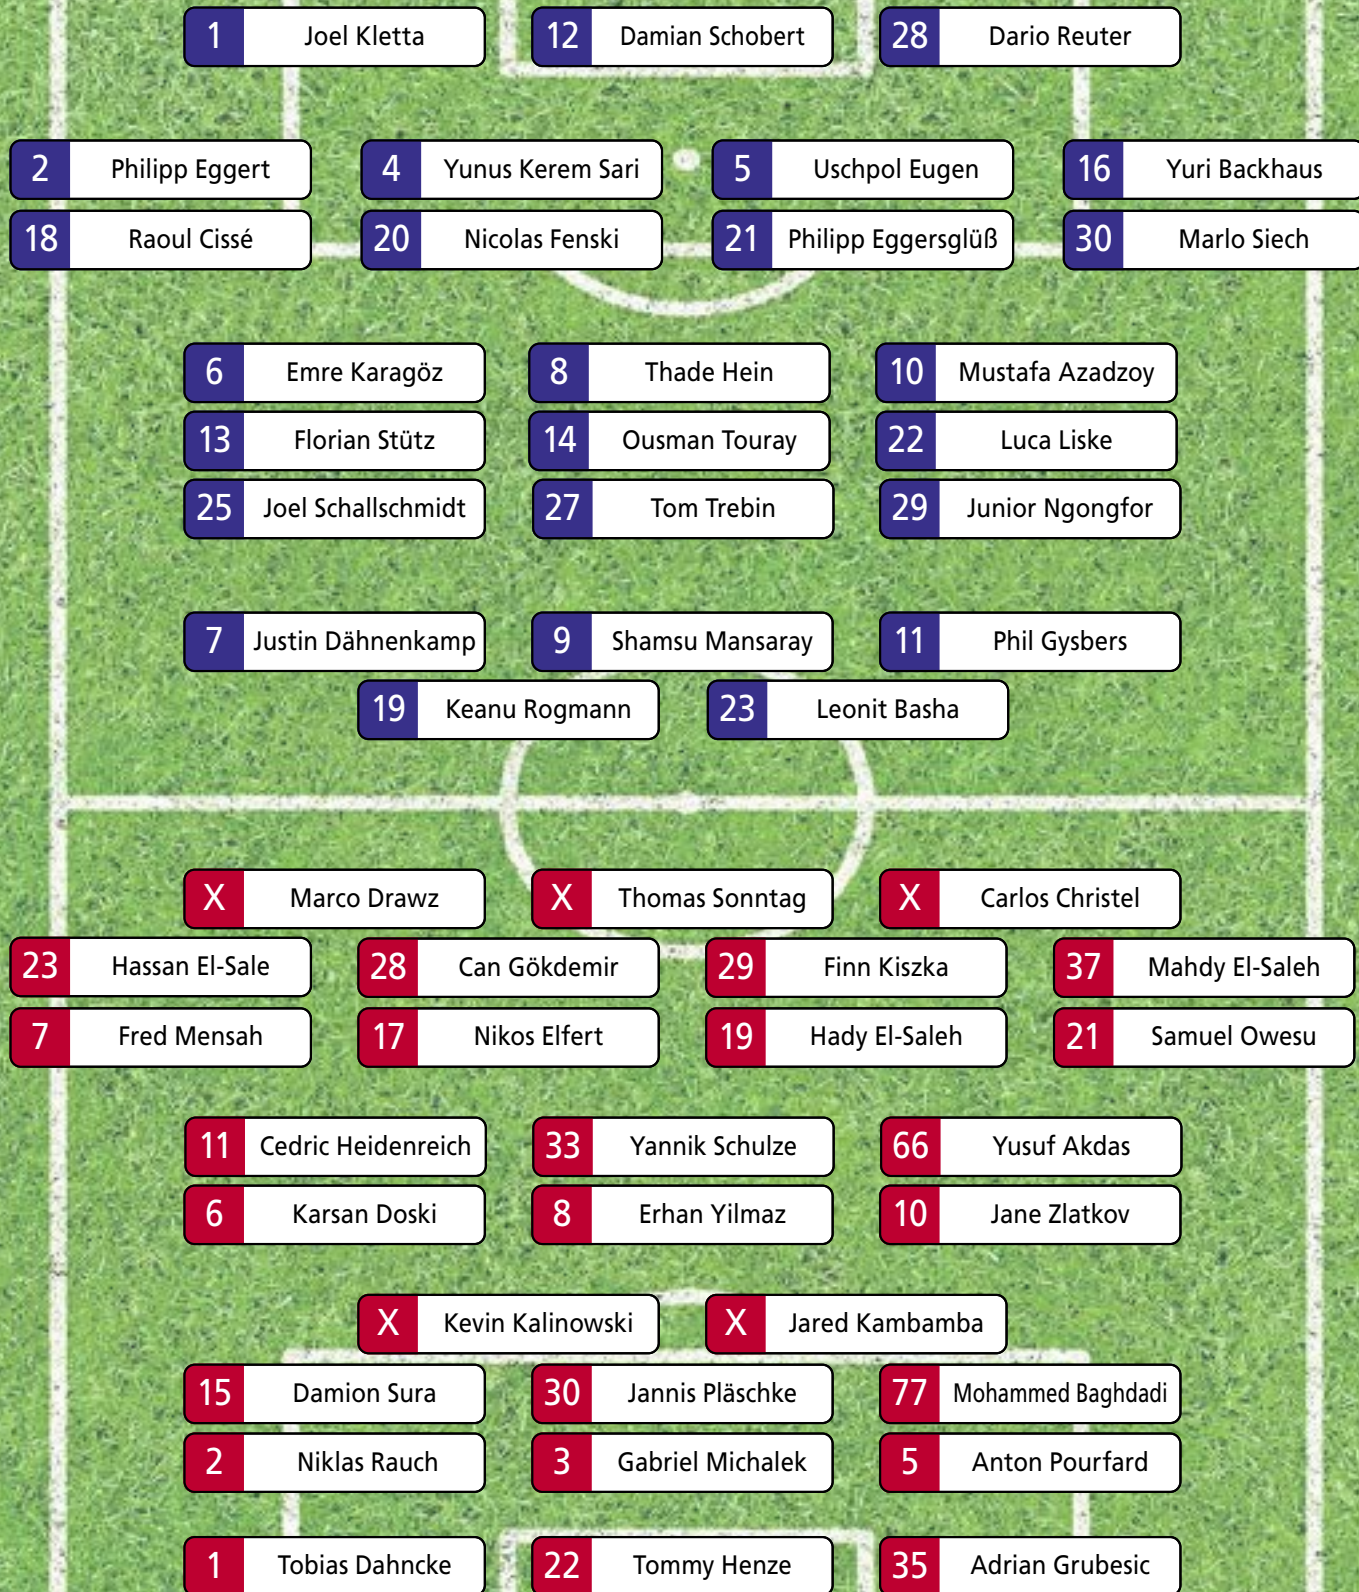 1 Joel Kletta 12 Damian Schobert 28 Dario Reuter
2 Philipp Eggert 4 Yunus Kerem Sari 5 Uschpol Eugen 16 Yuri Backhaus
18 Raoul Cissé 20 Nicolas Fenski 21 Philipp Eggersglüß 30 Marlo Siech
6 Emre Karagöz 8 Thade Hein 10 Mustafa Azadzoy
13 Florian Stütz 14 Ousman Touray 22 Luca Liske
25 Joel Schallschmidt 27 Tom Trebin 29 Junior Ngongfor
7 Justin Dähnenkamp 9 Shamsu Mansaray 11 Phil Gysbers
19 Keanu Rogmann 23 Leonit Basha
X Marco Drawz X Thomas Sonntag X Carlos Christel
23 Hassan El-Sale 28 Can Gökdemir 29 Finn Kiszka 37 Mahdy El-Saleh
7 Fred Mensah 17 Nikos Elfert 19 Hady El-Saleh 21 Samuel Owesu
11 Cedric Heidenreich 33 Yannik Schulze 66 Yusuf Akdas
6 Karsan Doski 8 Erhan Yilmaz 10 Jane Zlatkov
X Kevin Kalinowski X Jared Kambamba
15 Damion Sura 30 Jannis Pläschke 77 Mohammed Baghdadi
2 Niklas Rauch 3 Gabriel Michalek 5 Anton Pourfard
1 Tobias Dahncke 22 Tommy Henze 35 Adrian Grubesic